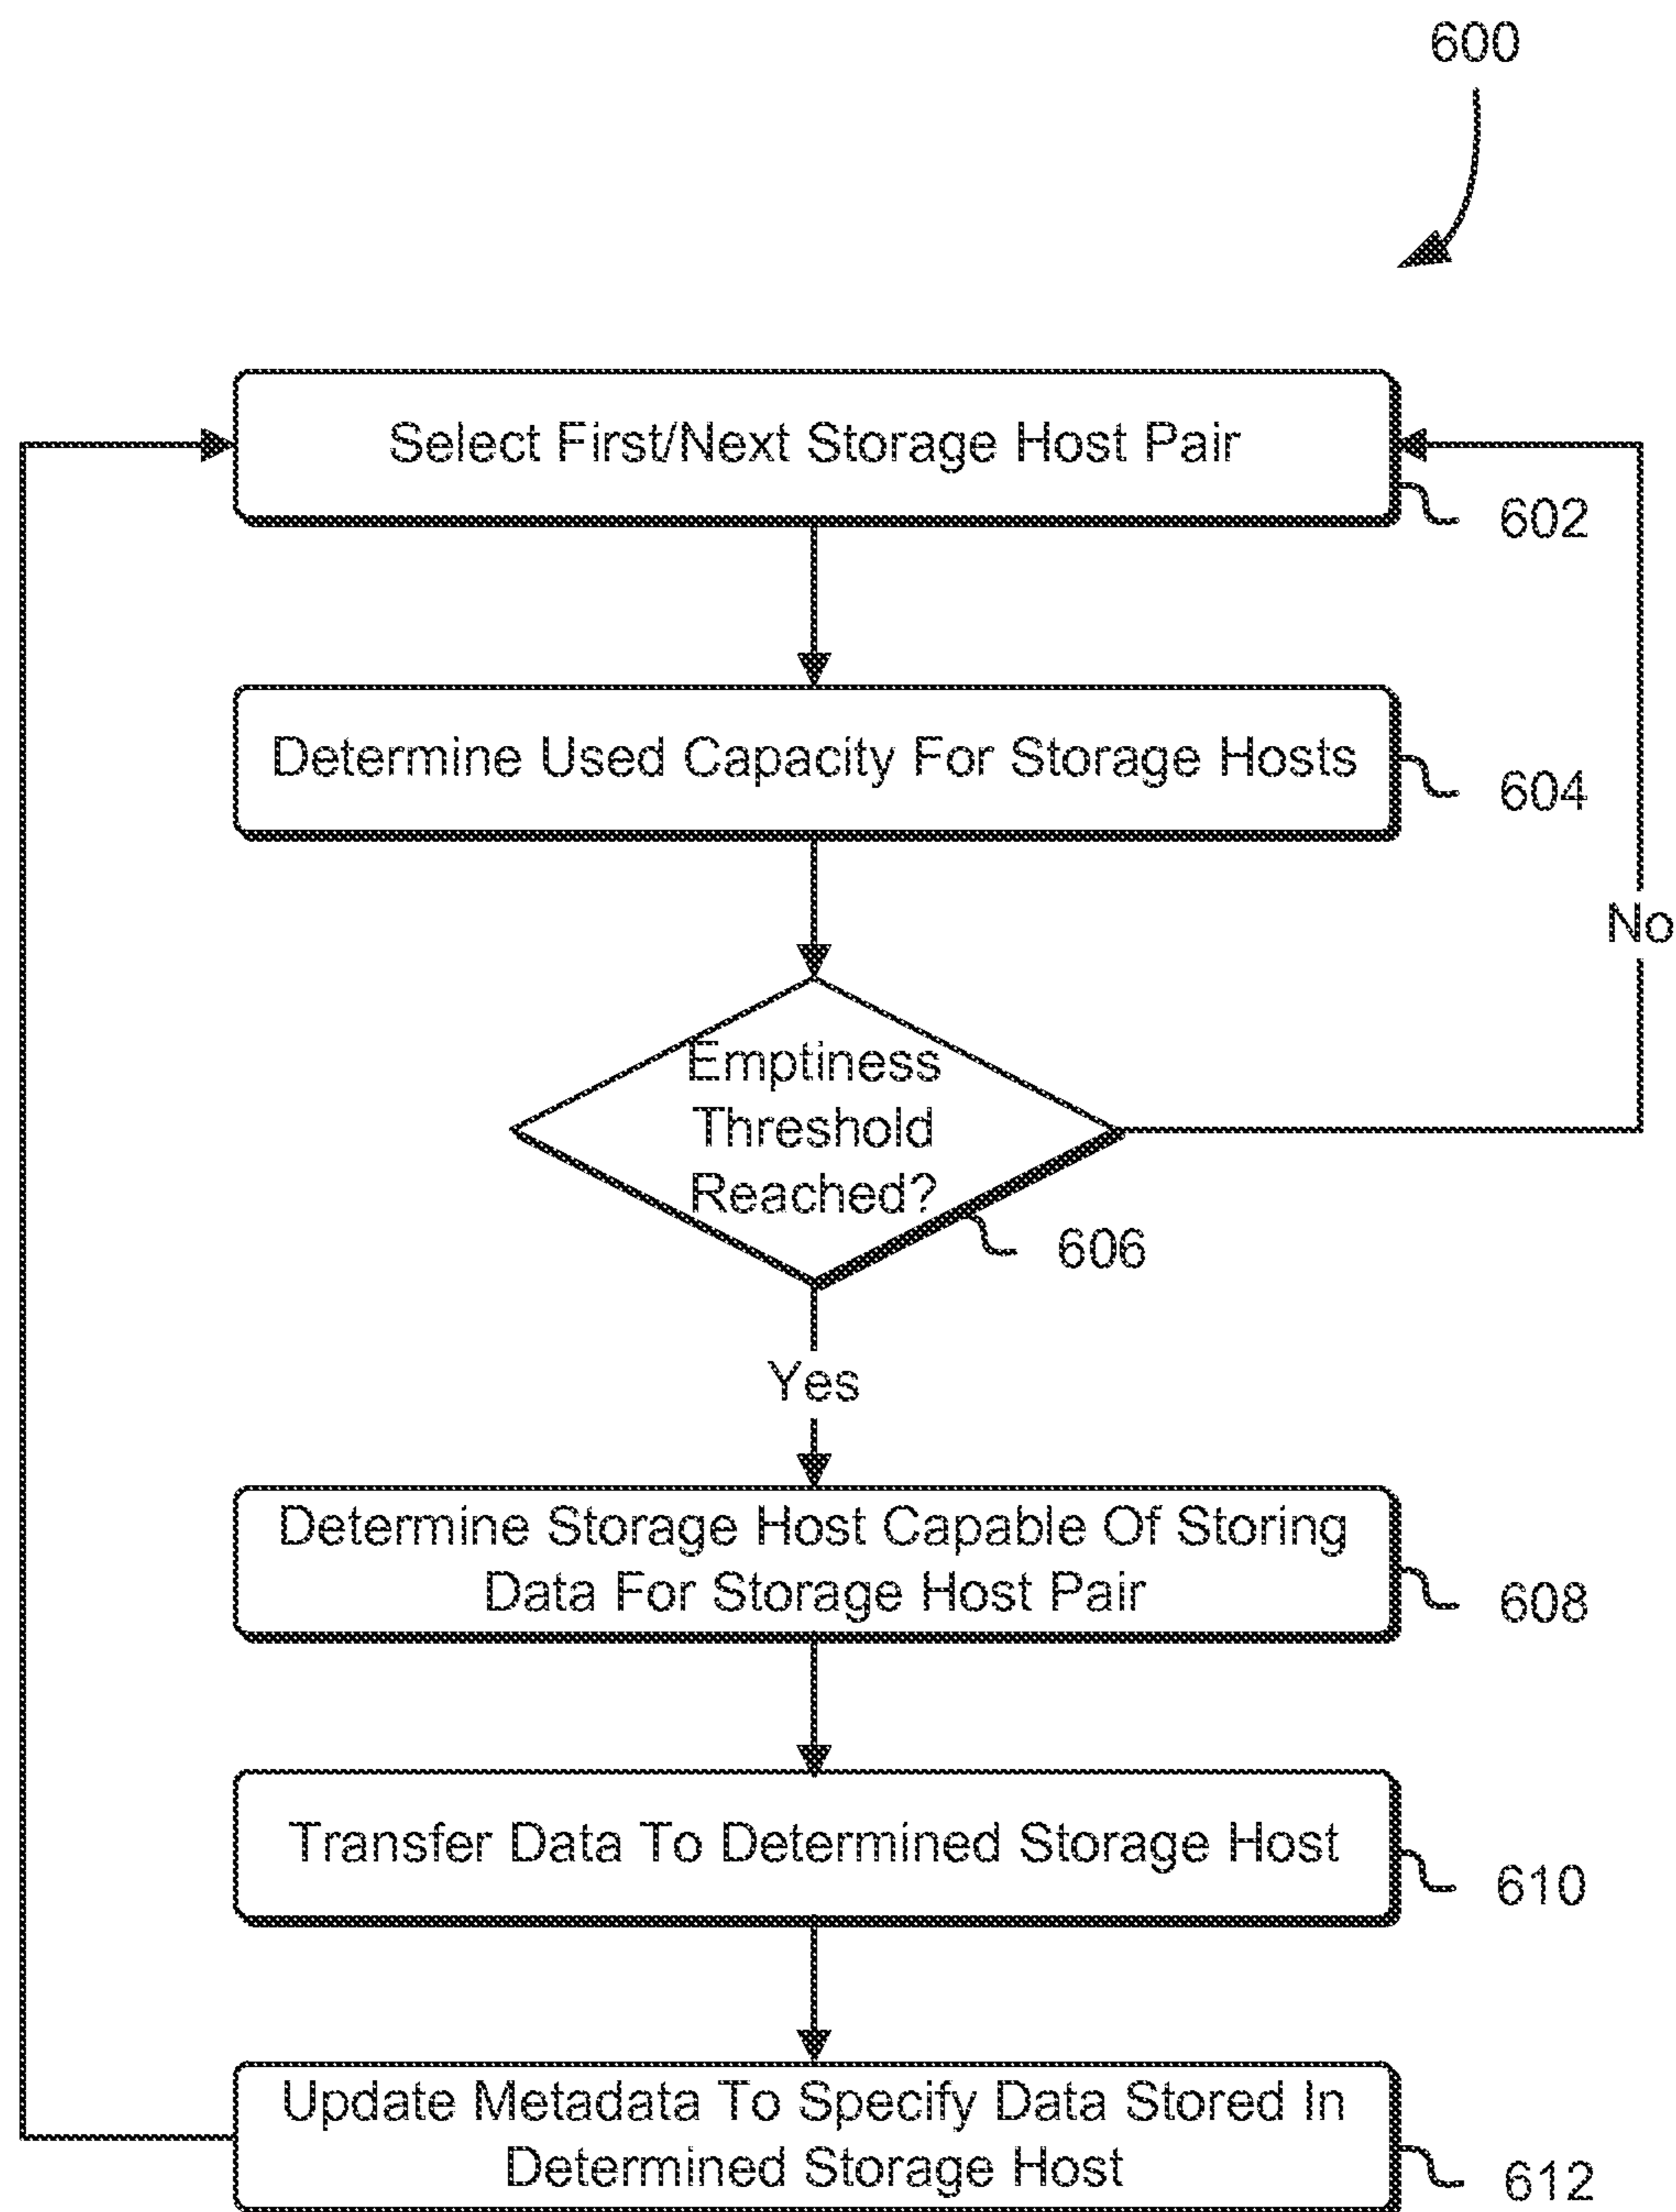 600
Select First/Next Storage Host Pair
602
Determine Used Capacity For Storage Hosts
604
No
Emptiness
Threshold
Reached?
606
Yes
Determine Storage Host Capable Of Storing
Data For Storage Host Pair
608
Transfer Data To Determined Storage Host
610
Update Metadata To Specify Data Stored In
Determined Storage Host
612